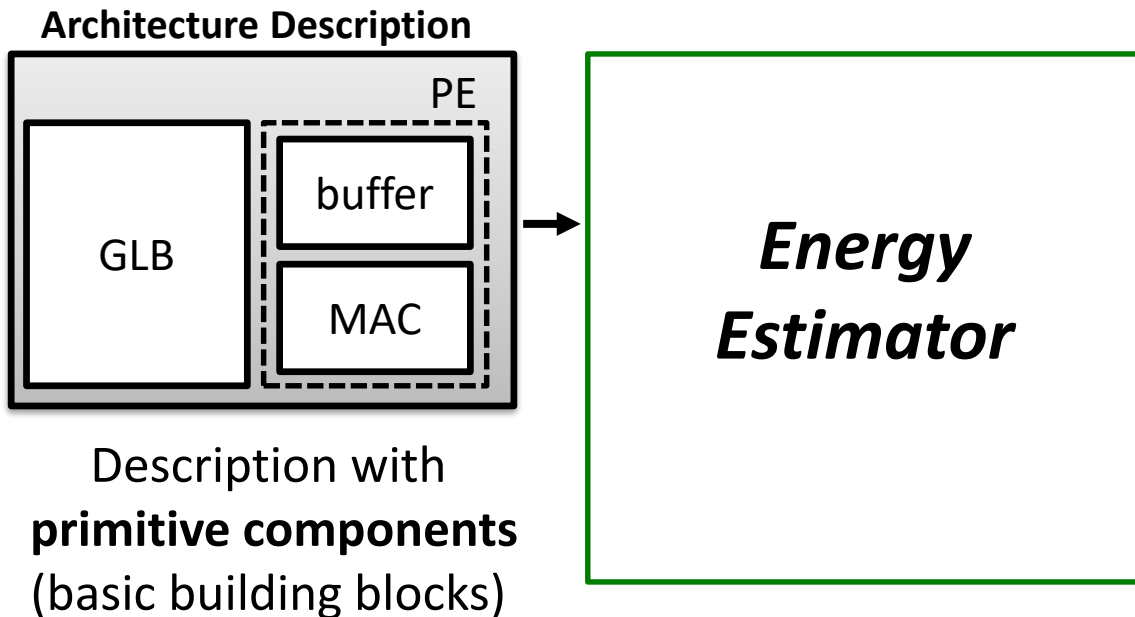 Architecture Description
PE
GLB
buffer
MAC
Energy
Estimator
Description with
primitive components
(basic building blocks)